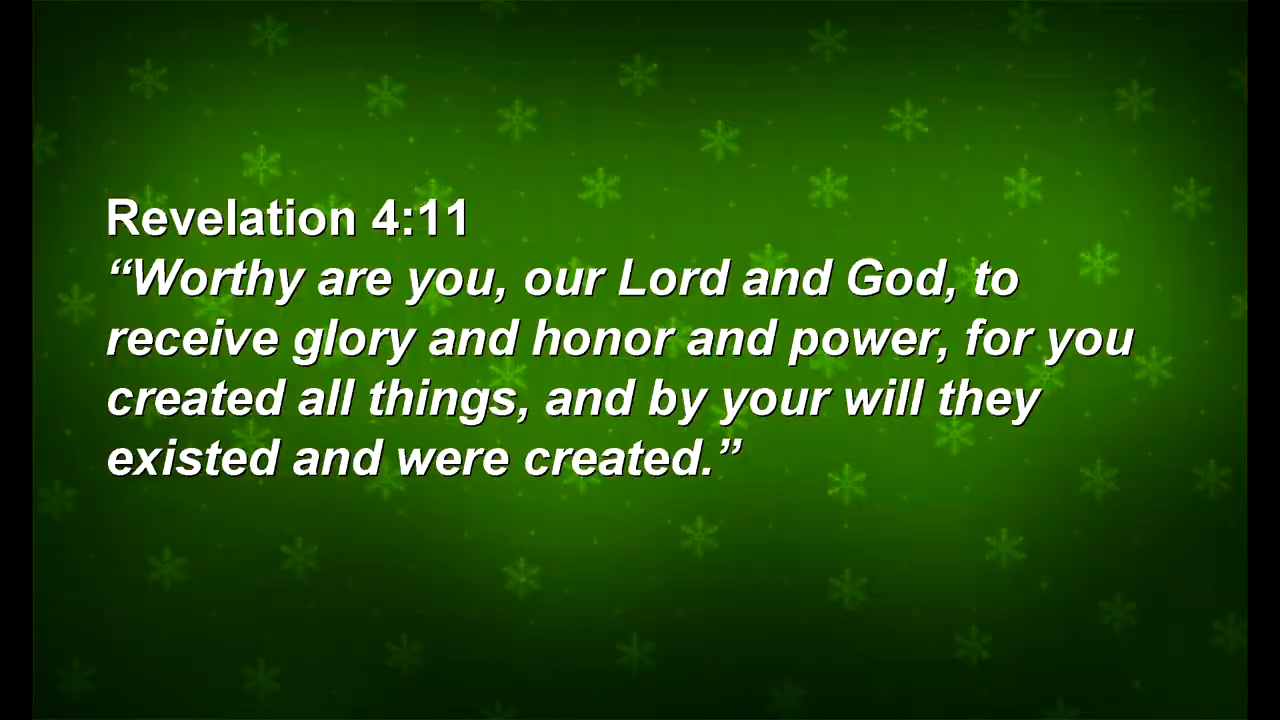 Revelation 4:11
“Worthy are you, our Lord and God, to
receive glory and honor and power, for you
created all things, and by your will they
existed and were created.”